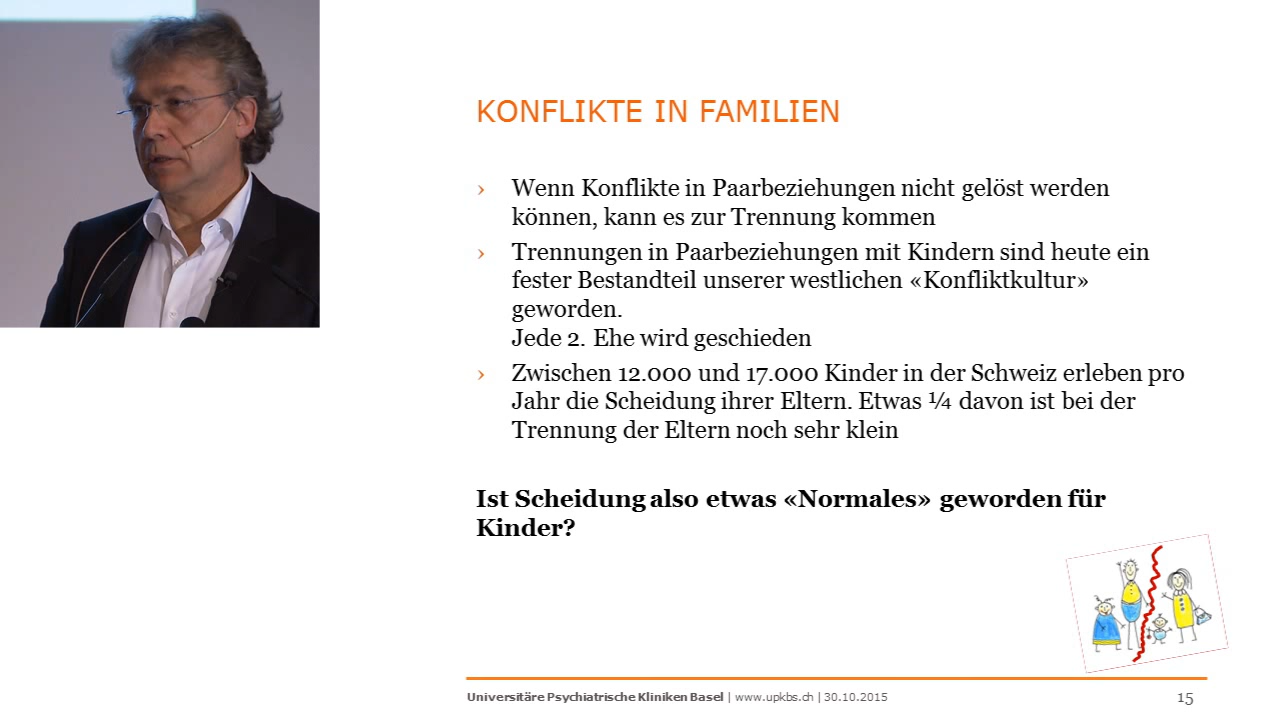 KONFLIKTE IN FAMILIEN
› Wenn Konflikte in Paarbeziehungen nicht gelöst werden
können, kann es zur Trennung kommen
› Trennungen in Paarbeziehungen mit Kindern sind heute ein
fester Bestandteil unserer westlichen «Konfliktkultur»
geworden.
Jede 2. Ehe wird geschieden
› Zwischen 12.000 und 17.000 Kinder in der Schweiz erleben pro
Jahr die Scheidung ihrer Eltern. Etwas ¼ davon ist bei der
Trennung der Eltern noch sehr klein
Ist Scheidung also etwas «Normales» geworden für
Kinder?
Universitäre Psychiatrische Kliniken Basel | www.upkbs.ch | 30.10.2015
15